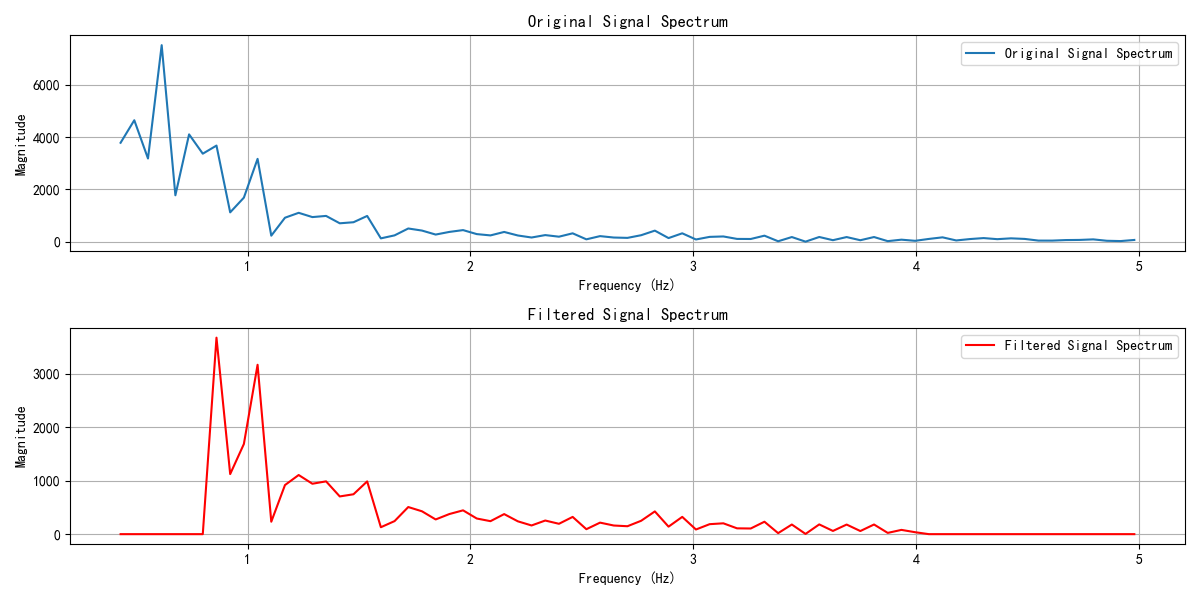 Original Signal Spectrum
Original Signal Spectrum
Magnitude
6000
4000
2000
0
1 2 3 4 5
Frequency (Hz)
Filtered Signal Spectrum
Filtered Signal Spectrum
Magnitude
3000
2000
1000
0
1 2 3 4 5
Frequency (Hz)